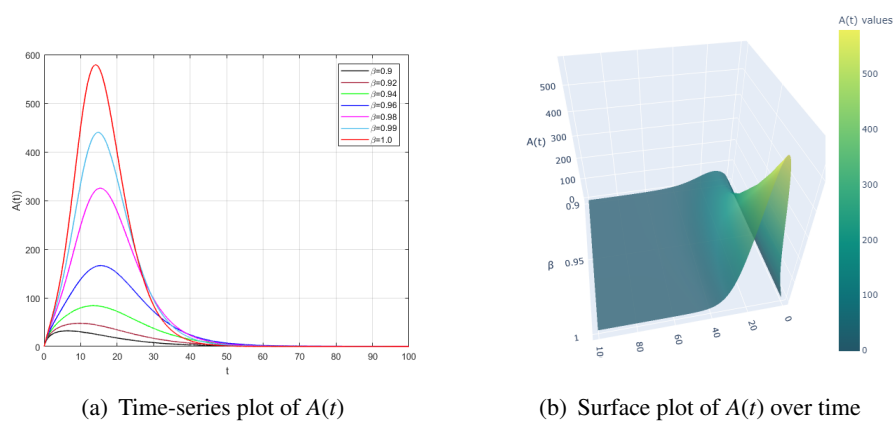 600
500
400
300
200
100
0
A(t))
0 10 20 30 40 50 60 70 80 90 100
t
β=0.9
β=0.92
β=0.94
β=0.96
β=0.98
β=0.99
β=1.0
(a) Time-series plot of A(t)
A(t) values
500
400
300
200
100
0
A(t)
500
400
300
200
100
0
0.9
β
0.95
1
10
80
60
40
20
0
(b) Surface plot of A(t) over time